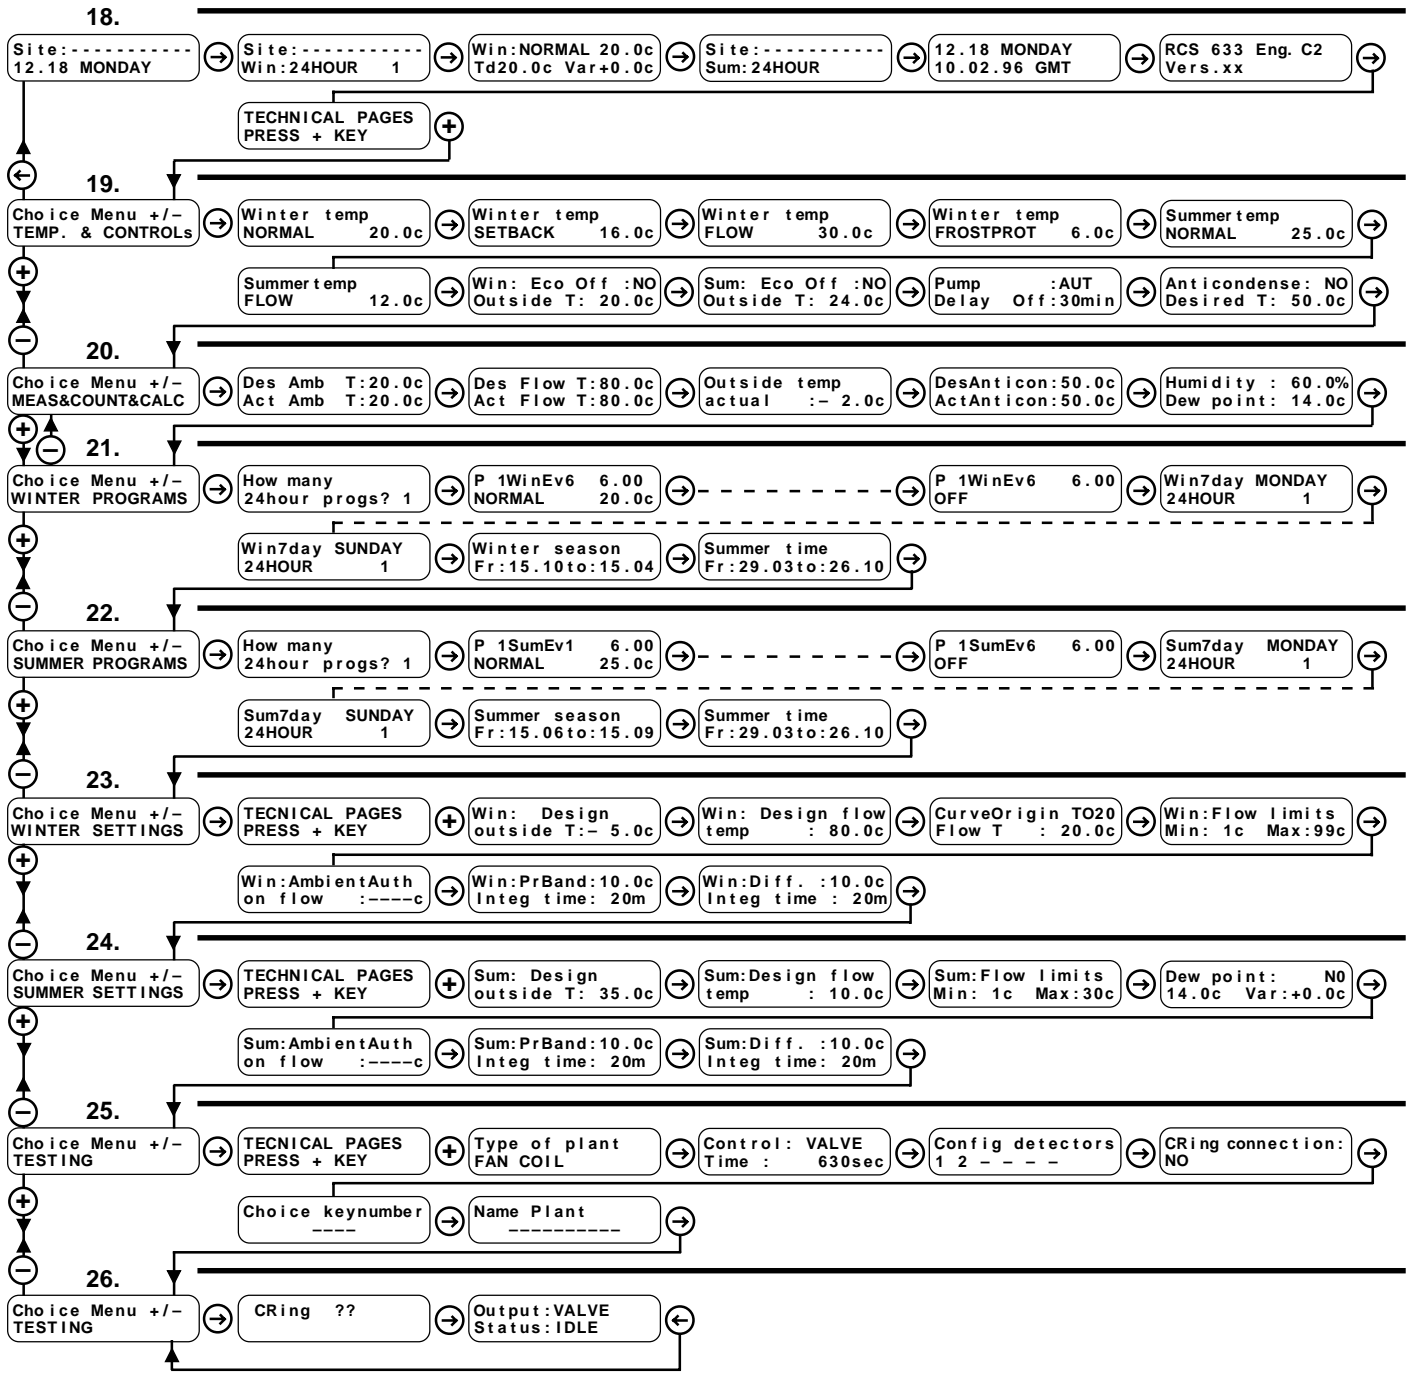 18.
Site:-----------
12.18 MONDAY
Site:-----------
Win:24HOUR 1
Win:NORMAL 20.0c
Td20.0c Var+0.0c
Site:-----------
Sum:24HOUR
12.18 MONDAY
10.02.96 GMT
RCS 633 Eng. C2
Vers.xx
TECHNICAL PAGES
PRESS + KEY
19.
Choice Menu +/–
TEMP. & CONTROLs
Winter temp
NORMAL 20.0c
Winter temp
SETBACK 16.0c
Winter temp
FLOW 30.0c
Winter temp
FROSTPROT 6.0c
Summer temp
NORMAL 25.0c
Summer temp
FLOW 12.0c
Win: Eco Off :NO
Outside T: 20.0c
Sum: Eco Off :NO
Outside T: 24.0c
Pump :AUT
Delay Off:30min
Anticondense: NO
Desired T: 50.0c
20.
Choice Menu +/–
MEAS&COUNT&CALC
Des Amb T:20.0c
Act Amb T:20.0c
Des Flow T:80.0c
Act Flow T:80.0c
Outside temp
actual :– 2.0c
DesAnticon:50.0c
ActAnticon:50.0c
Humidity : 60.0%
Dew point: 14.0c
21.
Choice Menu +/–
WINTER PROGRAMS
How many
24hour progs? 1
P 1WinEv6 6.00
NORMAL 20.0c
P 1WinEv6 6.00
OFF
Win7day MONDAY
24HOUR 1
Win7day SUNDAY
24HOUR 1
Winter season
Fr:15.10to:15.04
Summer time
Fr:29.03to:26.10
22.
Choice Menu +/–
SUMMER PROGRAMS
How many
24hour progs? 1
P 1SumEv1 6.00
NORMAL 25.0c
P 1SumEv6 6.00
OFF
Sum7day MONDAY
24HOUR 1
Sum7day SUNDAY
24HOUR 1
Summer season
Fr:15.06to:15.09
Summer time
Fr:29.03to:26.10
23.
Choice Menu +/–
WINTER SETTINGS
TECNICAL PAGES
PRESS + KEY
Win: Design
outside T:– 5.0c
Win: Design flow
temp : 80.0c
CurveOrigin TO20
Flow T : 20.0c
Win:Flow limits
Min: 1c Max:99c
Win:AmbientAuth
on flow :––––c
Win:PrBand:10.0c
Integ time: 20m
Win:Diff. :10.0c
Integ time : 20m
24.
Choice Menu +/–
SUMMER SETTINGS
TECHNICAL PAGES
PRESS + KEY
Sum: Design
outside T: 35.0c
Sum:Design flow
temp : 10.0c
Sum:Flow limits
Min: 1c Max:30c
Dew point: N0
14.0c Var:+0.0c
Sum:AmbientAuth
on flow :––––c
Sum:PrBand:10.0c
Integ time: 20m
Sum:Diff. :10.0c
Integ time: 20m
25.
Choice Menu +/–
TESTING
TECNICAL PAGES
PRESS + KEY
Type of plant
FAN COIL
Control: VALVE
Time : 630sec
Config detectors
1 2 – – – –
CRing connection:
NO
Choice keynumber
––––
Name Plant
––––––––––
26.
Choice Menu +/–
TESTING
CRing ??
Output:VALVE
Status:IDLE